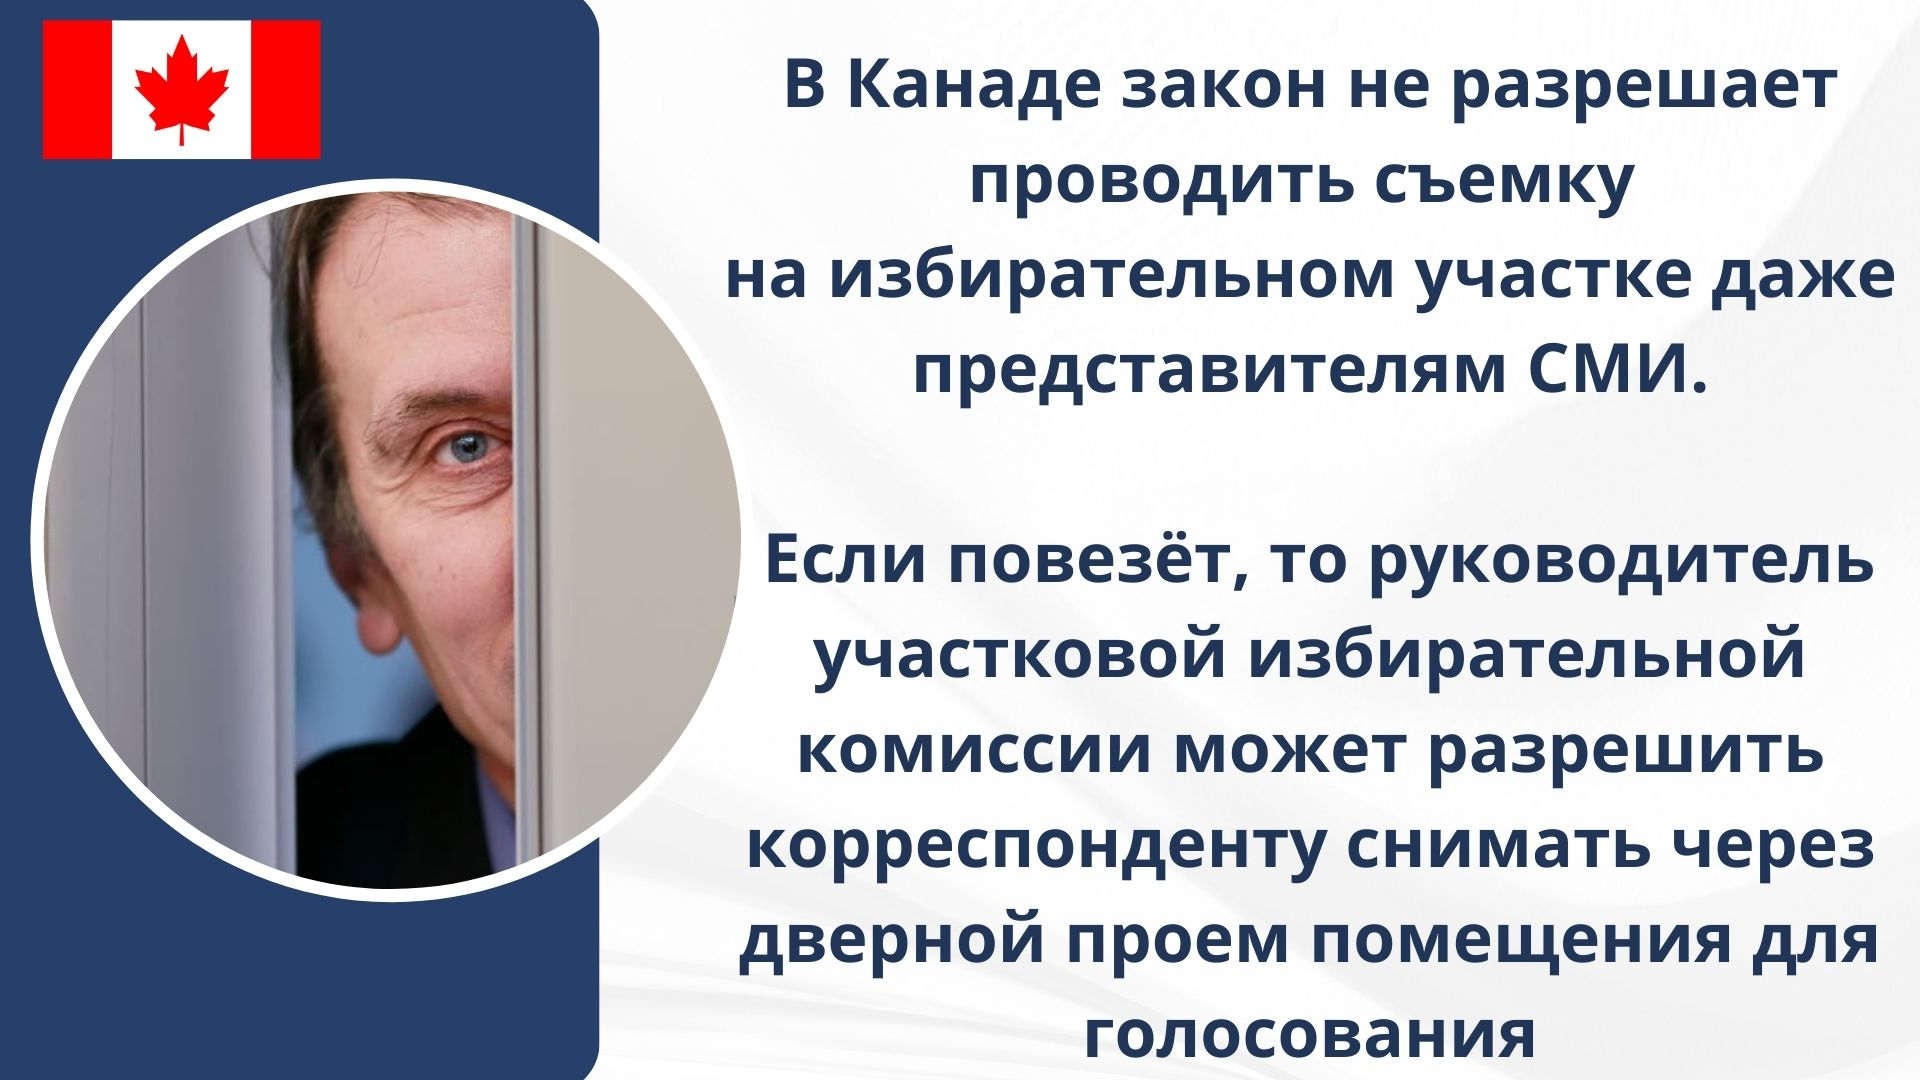 В Канаде закон не разрешает
проводить съемку
на избирательном участке даже
представителям СМИ.
Если повезёт, то руководитель
участковой избирательной
комиссии может разрешить
корреспонденту снимать через
дверной проем помещения для
голосования